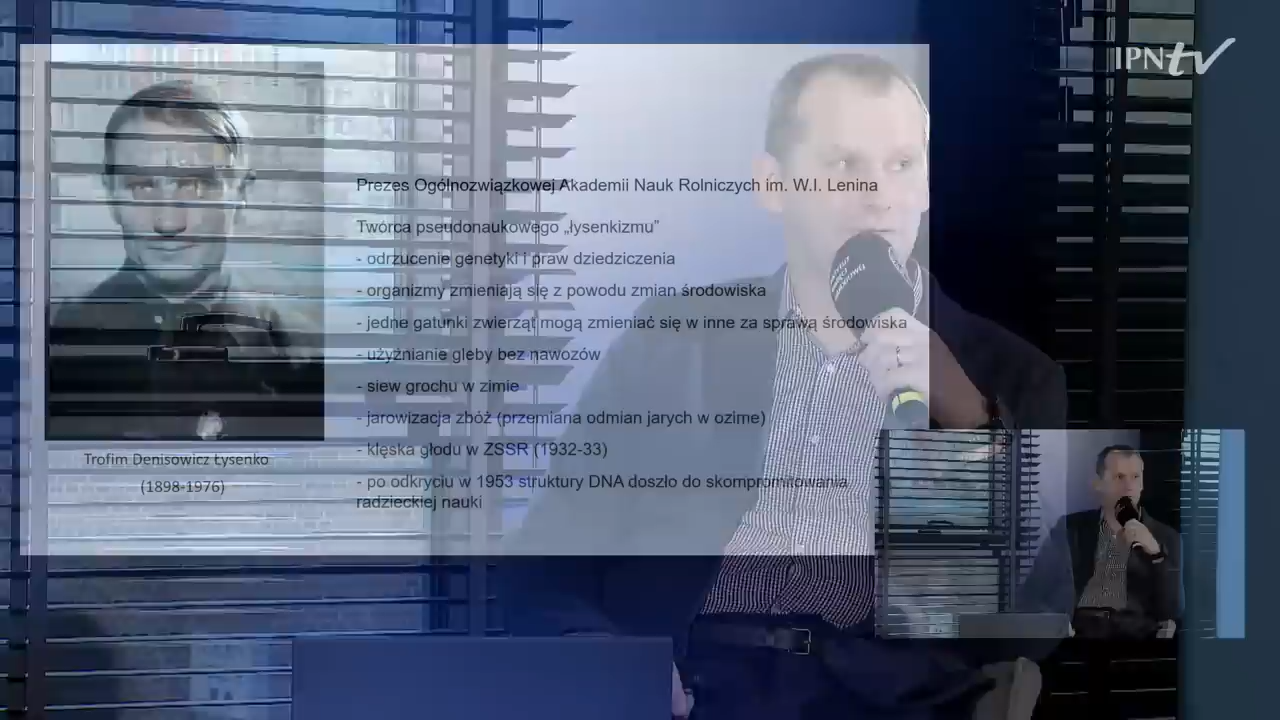 IPNtv
Prezes Ogólnozwiązkowej Akademii Nauk Rolniczych im. W.I. Lenina
Twórca pseudonaukowego „łysenkizmu”
- odrzucenie genetyki i praw dziedziczenia
- organizmy zmieniają się z powodu zmian środowiska
- jedne gatunki zwierząt mogą zmieniać się w inne za sprawą środowiska
- użyźnianie gleby bez nawozów
- siew grochu w zimie
- jarowizacja zbóż (przemiana odmian jarych w ozime)
- klęska głodu w ZSSR (1932-33)
- po odkryciu w 1953 struktury DNA doszło do skompromitowania
radzieckiej nauki
Trofim Denisowicz Łysenko
(1898-1976)